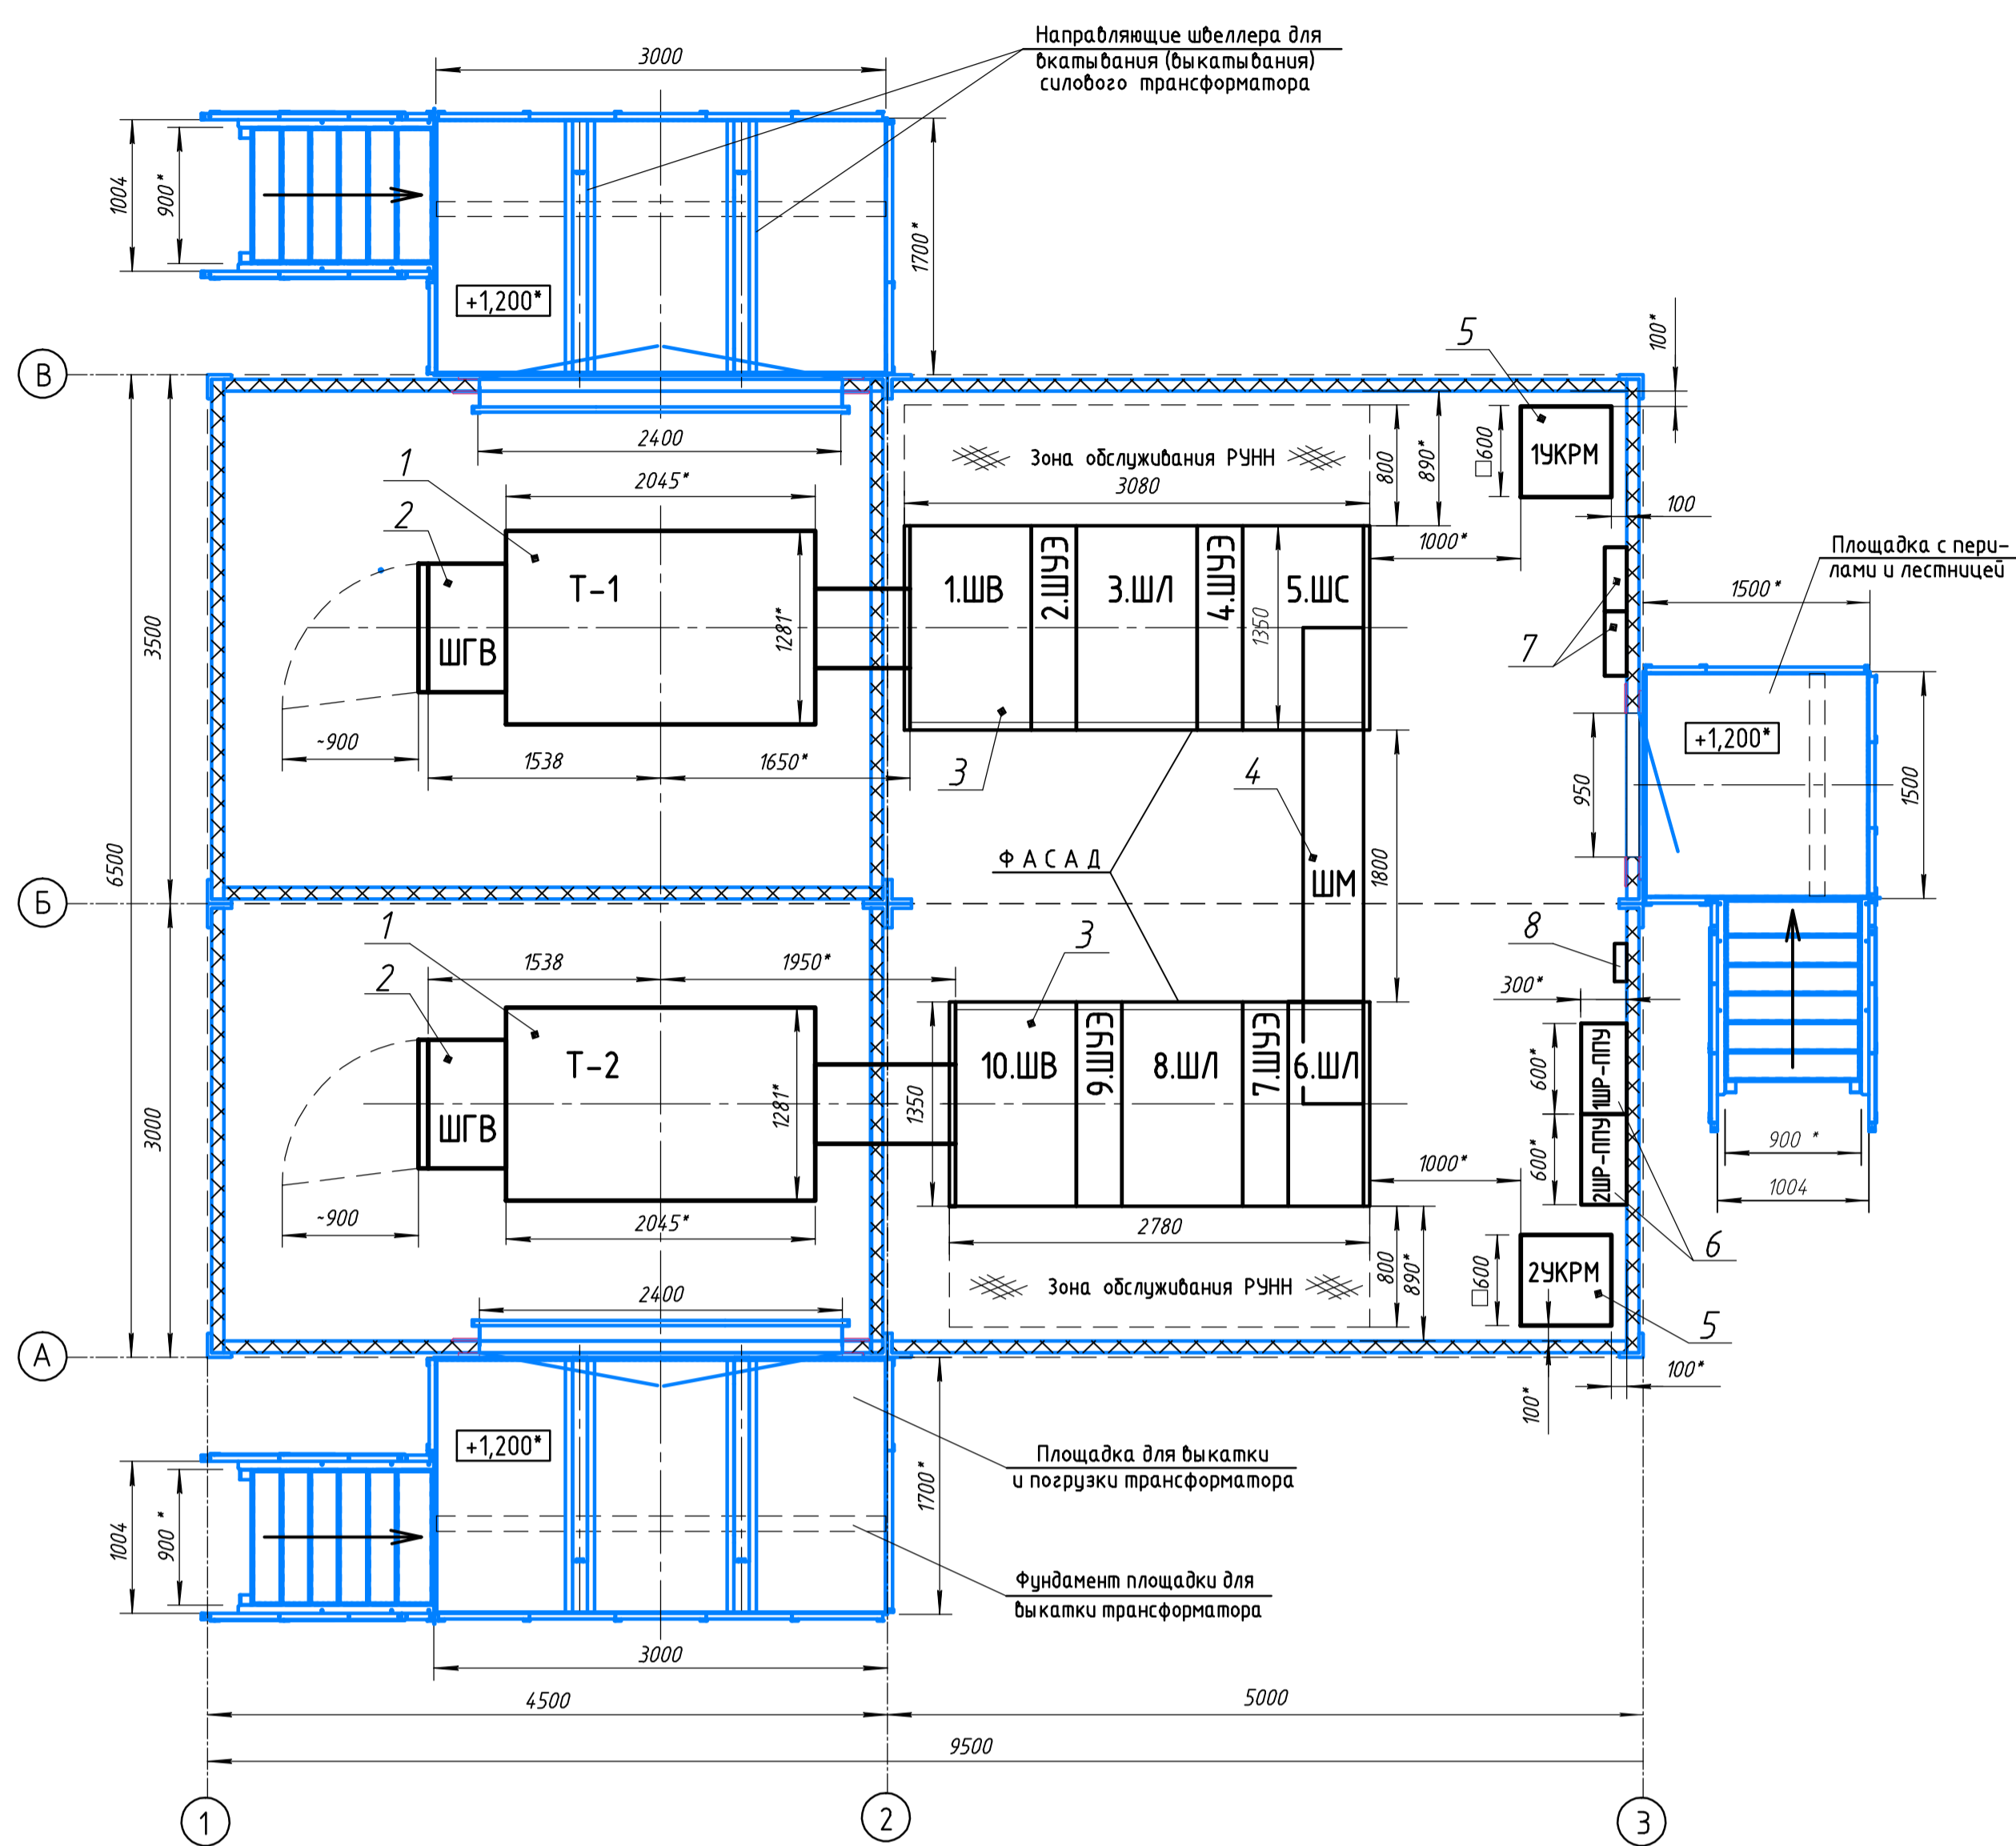 Направляющие швеллера для
вкатывания (выкатывания)
силового трансформатора
3000
1004
900*
1700*
+1,200*
В
5
100*
2400
Зона обслуживания РУНН
800
890*
□600
1УКРМ
3080
1
2
2045*
100
1000*
Площадка с пери-
лами и лестницей
1500*
Т-1
1281*
ШГВ
1.ШВ
2.ШУЭ
3.ШЛ
4.ШУЭ
5.ШС
1350
7
3500
~900
1538
1650*
3
4
+1,200*
950
1500
6500
ФАСАД
ШМ
1800
Б
1
2
1538
1950*
3
8
300*
Т-2
1281*
ШГВ
1350
10.ШВ
9.ШУЭ
8.ШЛ
7.ШУЭ
6.ШЛ
600*
1ШР-ППУ
600*
2ШР-ППУ
900 *
1004
3000
~900
2045*
2780
1000*
6
2400
Зона обслуживания РУНН
800
890*
□600
2УКРМ
5
А
100*
100*
+1,200*
Площадка для выкатки
и погрузки трансформатора
1700*
1004
900 *
Фундамент площадки для
выкатки трансформатора
3000
4500
5000
9500
1
2
3